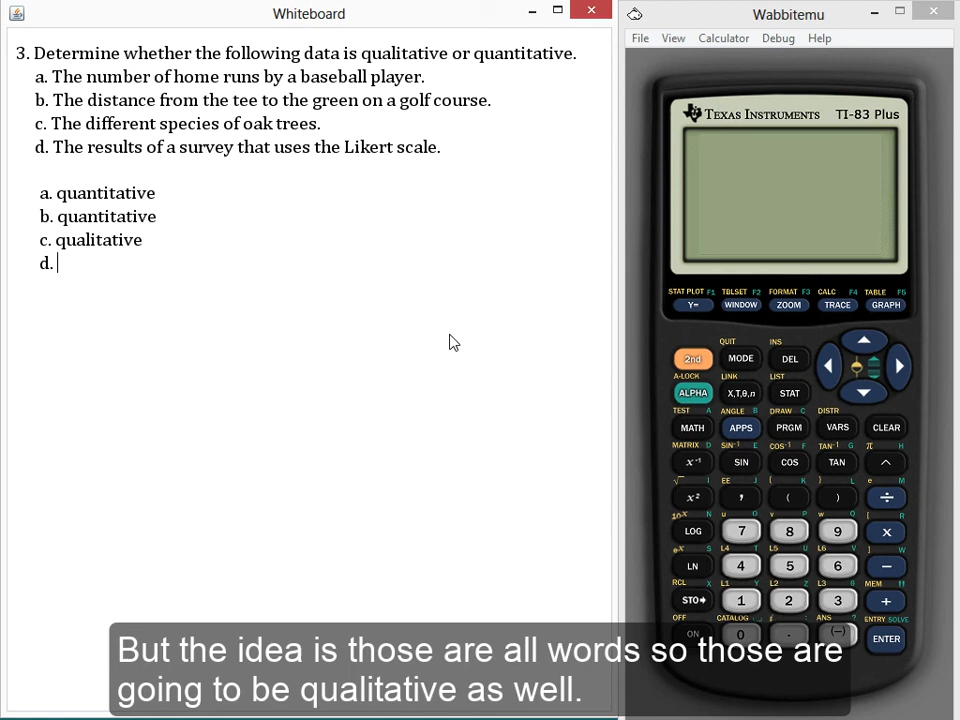 Whiteboard
3. Determine whether the following data is qualitative or quantitative.
a. The number of home runs by a baseball player.
b. The distance from the tee to the green on a golf course.
c. The different species of oak trees.
d. The results of a survey that uses the Likert scale.
a. quantitative
b. quantitative
c. qualitative
d.
Wabbitemu
File View Calculator Debug Help
TEXAS INSTRUMENTS TI-83 Plus
STAT PLOT F1 TBLSET F2 FORMAT F3 CALC F4 TABLE F5
Y= WINDOW ZOOM TRACE GRAPH
QUIT INS
2nd MODE DEL
A-LOCK LINK LIST
ALPHA X,T,θ,n STAT
TEST A ANGLE B DRAW C DISTR
MATH APPS PRGM VARS CLEAR
MATRIX D SIN⁻¹ E COS⁻¹ F TAN⁻¹ G π H
x⁻¹ SIN COS TAN ^
√ I EE J { K } L e M
x² , ( ) ÷
10ˣ N u O v P w Q [ R
LOG 7 8 9 ×
eˣ S L4 T L5 U L6 V ] W
LN 4 5 6 −
RCL X L1 Y L2 Z L3 θ MEM "
STO➔ 1 2 3 +
OFF CATALOG i : ANS ? ENTRY SOLVE
ON 0 . (−) ENTER
But the idea is those are all words so those are
going to be qualitative as well.